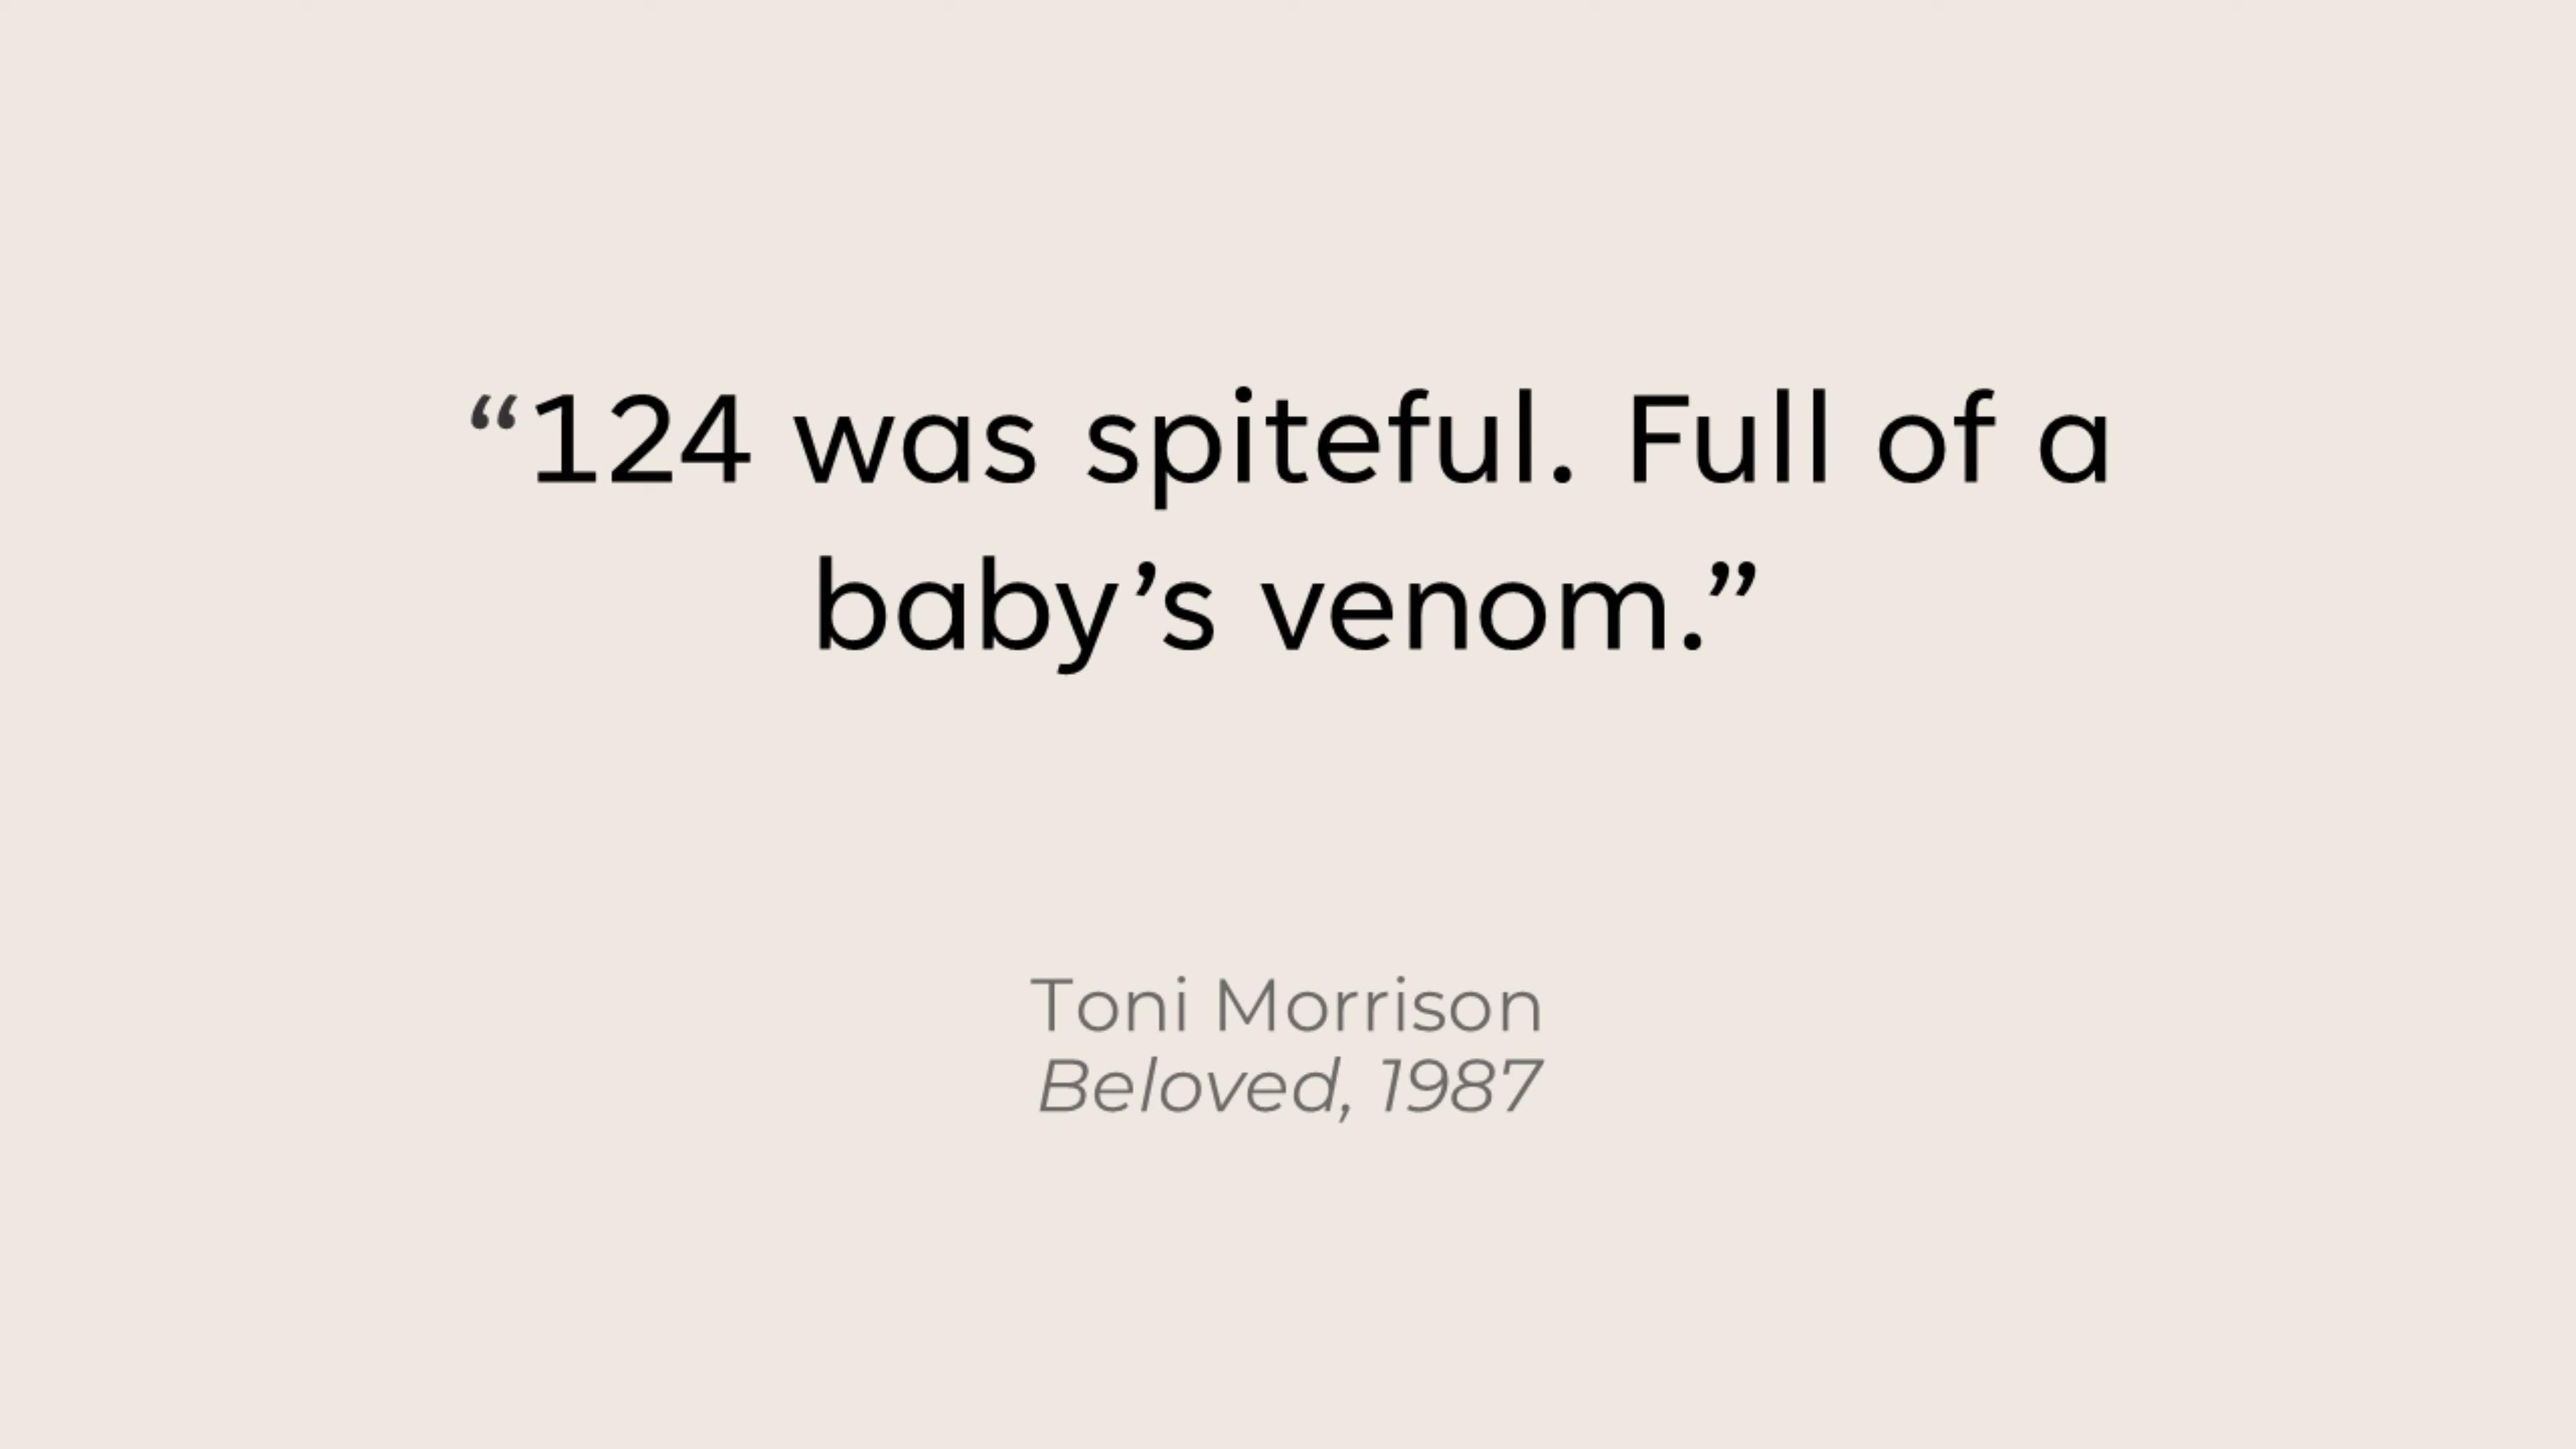 “124 was spiteful. Full of a
baby’s venom.”
Toni Morrison
Beloved, 1987